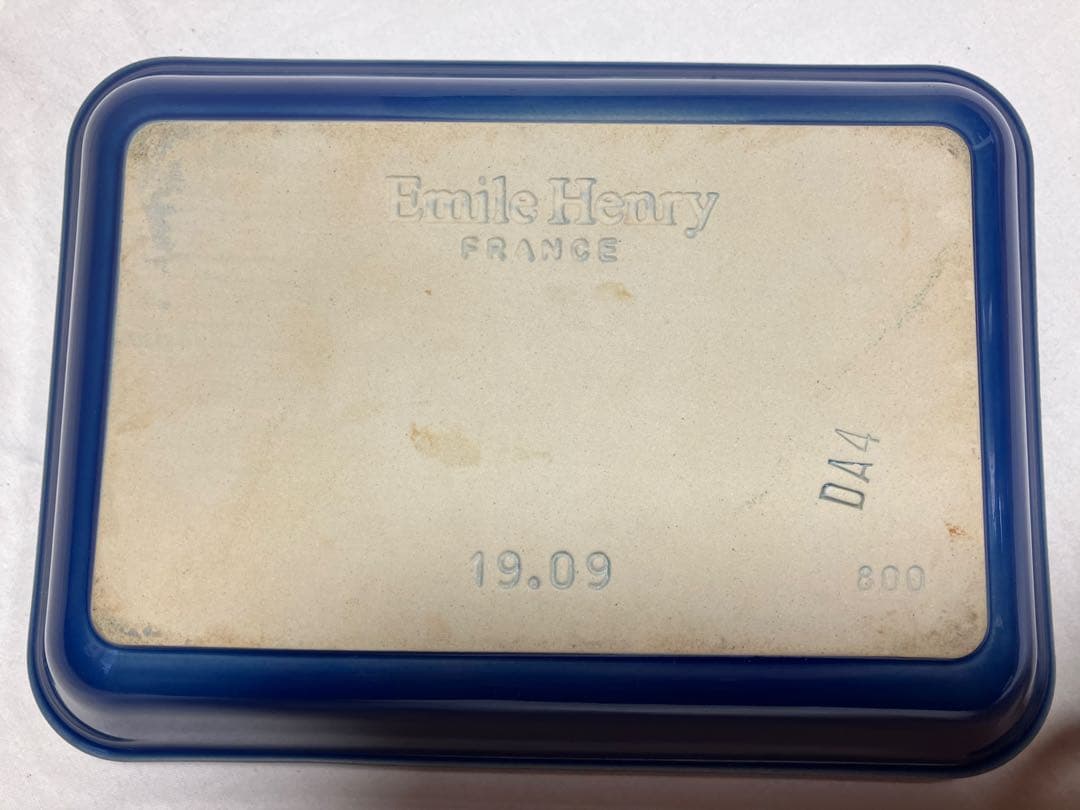 Emile Henry
FRANCE
DA4
19.09
800